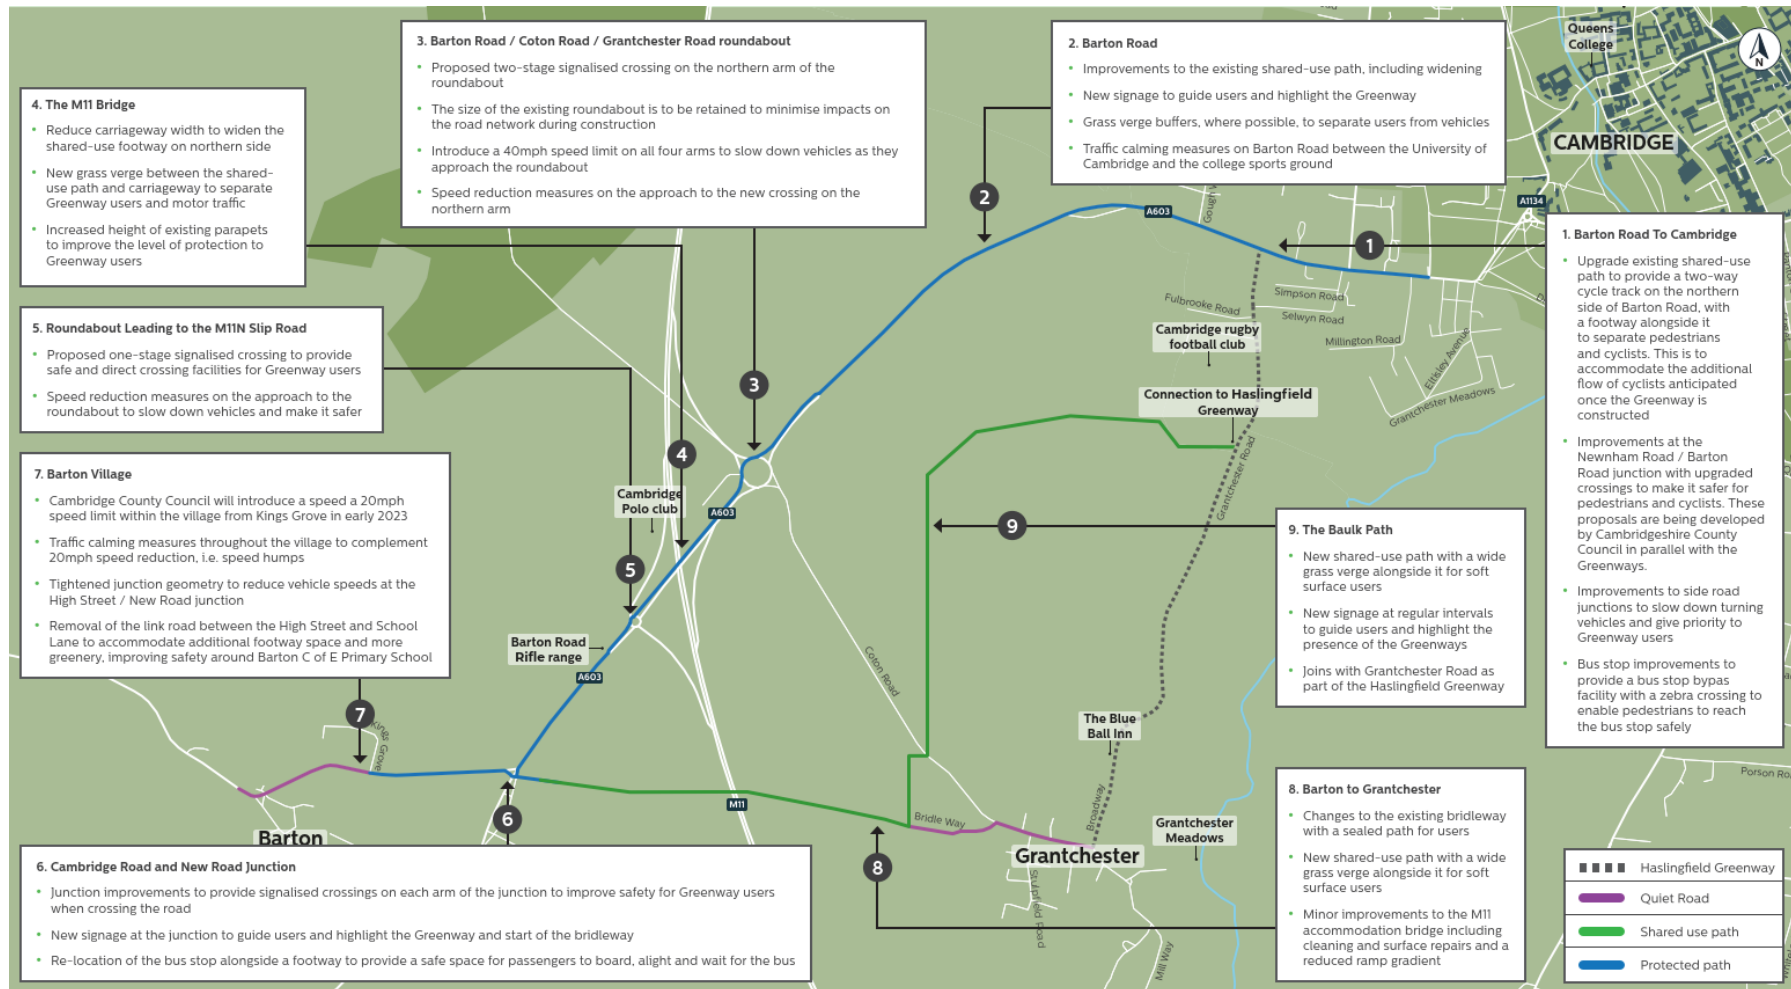 3. Barton Road / Coton Road / Grantchester Road roundabout
• Proposed two-stage signalised crossing on the northern arm of the
roundabout
• The size of the existing roundabout is to be retained to minimise impacts on
the road network during construction
• Introduce a 40mph speed limit on all four arms to slow down vehicles as they
approach the roundabout
• Speed reduction measures on the approach to the new crossing on the
northern arm
2. Barton Road
• Improvements to the existing shared-use path, including widening
• New signage to guide users and highlight the Greenway
• Grass verge buffers, where possible, to separate users from vehicles
• Traffic calming measures on Barton Road between the University of
Cambridge and the college sports ground
Queens
College
N
CAMBRIDGE
4. The M11 Bridge
• Reduce carriageway width to widen the
shared-use footway on northern side
• New grass verge between the shared-
use path and carriageway to separate
Greenway users and motor traffic
• Increased height of existing parapets
to improve the level of protection to
Greenway users
2
A603
A1134
1
1. Barton Road To Cambridge
• Upgrade existing shared-use
path to provide a two-way
cycle track on the northern
side of Barton Road, with
a footway alongside it
to separate pedestrians
and cyclists. This is to
accommodate the additional
flow of cyclists anticipated
once the Greenway is
constructed
• Improvements at the
Newnham Road / Barton
Road junction with upgraded
crossings to make it safer for
pedestrians and cyclists. These
proposals are being developed
by Cambridgeshire County
Council in parallel with the
Greenways.
• Improvements to side road
junctions to slow down turning
vehicles and give priority to
Greenway users
• Bus stop improvements to
provide a bus stop bypas
facility with a zebra crossing to
enable pedestrians to reach
the bus stop safely
5. Roundabout Leading to the M11N Slip Road
• Proposed one-stage signalised crossing to provide
safe and direct crossing facilities for Greenway users
• Speed reduction measures on the approach to the
roundabout to slow down vehicles and make it safer
Fulbrooke Road
Simpson Road
Selwyn Road
Millington Road
Eltisley Avenue
Grantchester Meadows
Cambridge rugby
football club
Connection to Haslingfield
Greenway
Grantchester Road
3
4
Cambridge
Polo club
A603
5
Barton Road
Rifle range
A603
7. Barton Village
• Cambridge County Council will introduce a speed a 20mph
speed limit within the village from Kings Grove in early 2023
• Traffic calming measures throughout the village to complement
20mph speed reduction, i.e. speed humps
• Tightened junction geometry to reduce vehicle speeds at the
High Street / New Road junction
• Removal of the link road between the High Street and School
Lane to accommodate additional footway space and more
greenery, improving safety around Barton C of E Primary School
9
9. The Baulk Path
• New shared-use path with a wide
grass verge alongside it for soft
surface users
• New signage at regular intervals
to guide users and highlight the
presence of the Greenways
• Joins with Grantchester Road as
part of the Haslingfield Greenway
7
Kings Grove
Coton Road
The Blue
Ball Inn
Broadway
M11
Bridle Way
6
Barton
Grantchester
Grantchester
Meadows
Stulpfield Road
Mill Way
Porson Ro
8
8. Barton to Grantchester
• Changes to the existing bridleway
with a sealed path for users
• New shared-use path with a wide
grass verge alongside it for soft
surface users
• Minor improvements to the M11
accommodation bridge including
cleaning and surface repairs and a
reduced ramp gradient
6. Cambridge Road and New Road Junction
• Junction improvements to provide signalised crossings on each arm of the junction to improve safety for Greenway users
when crossing the road
• New signage at the junction to guide users and highlight the Greenway and start of the bridleway
• Re-location of the bus stop alongside a footway to provide a safe space for passengers to board, alight and wait for the bus
Haslingfield Greenway
Quiet Road
Shared use path
Protected path